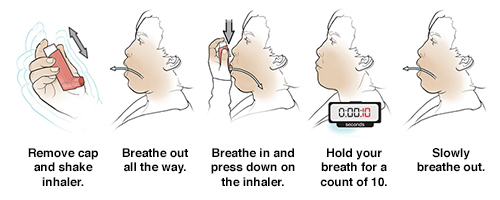 0:00:10
seconds
Remove cap
and shake
inhaler.
Breathe out
all the way.
Breathe in and
press down on
the inhaler.
Hold your
breath for a
count of 10.
Slowly
breathe out.